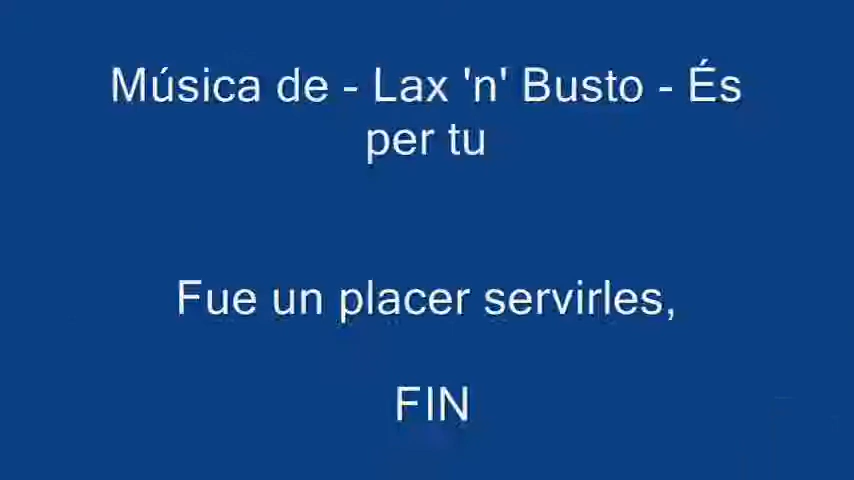 Música de - Lax 'n' Busto - És
per tu
Fue un placer servirles,
FIN